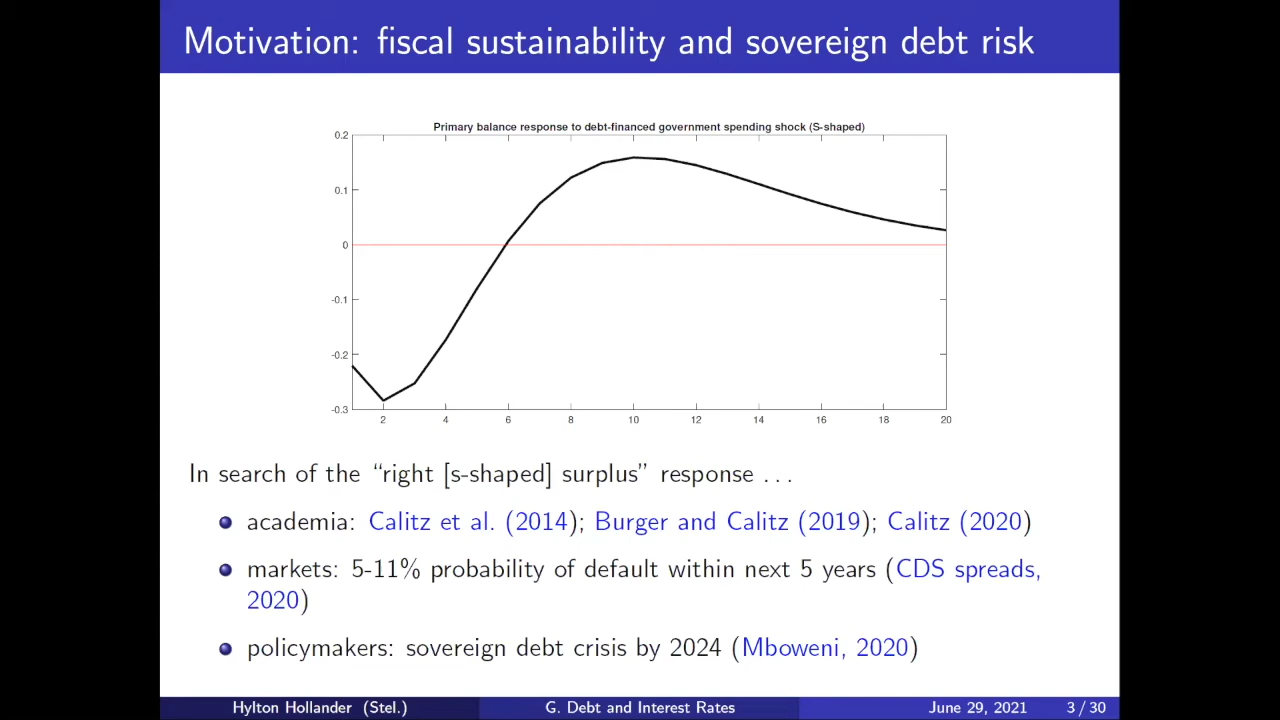 Motivation: fiscal sustainability and sovereign debt risk
Primary balance response to debt-financed government spending shock (S-shaped)
0.2
0.1
0
-0.1
-0.2
-0.3
2 4 6 8 10 12 14 16 18 20
In search of the “right [s-shaped] surplus” response . . .
academia: Calitz et al. (2014); Burger and Calitz (2019); Calitz (2020)
markets: 5-11% probability of default within next 5 years (CDS spreads,
2020)
policymakers: sovereign debt crisis by 2024 (Mboweni, 2020)
Hylton Hollander (Stel.) G. Debt and Interest Rates June 29, 2021 3 / 30